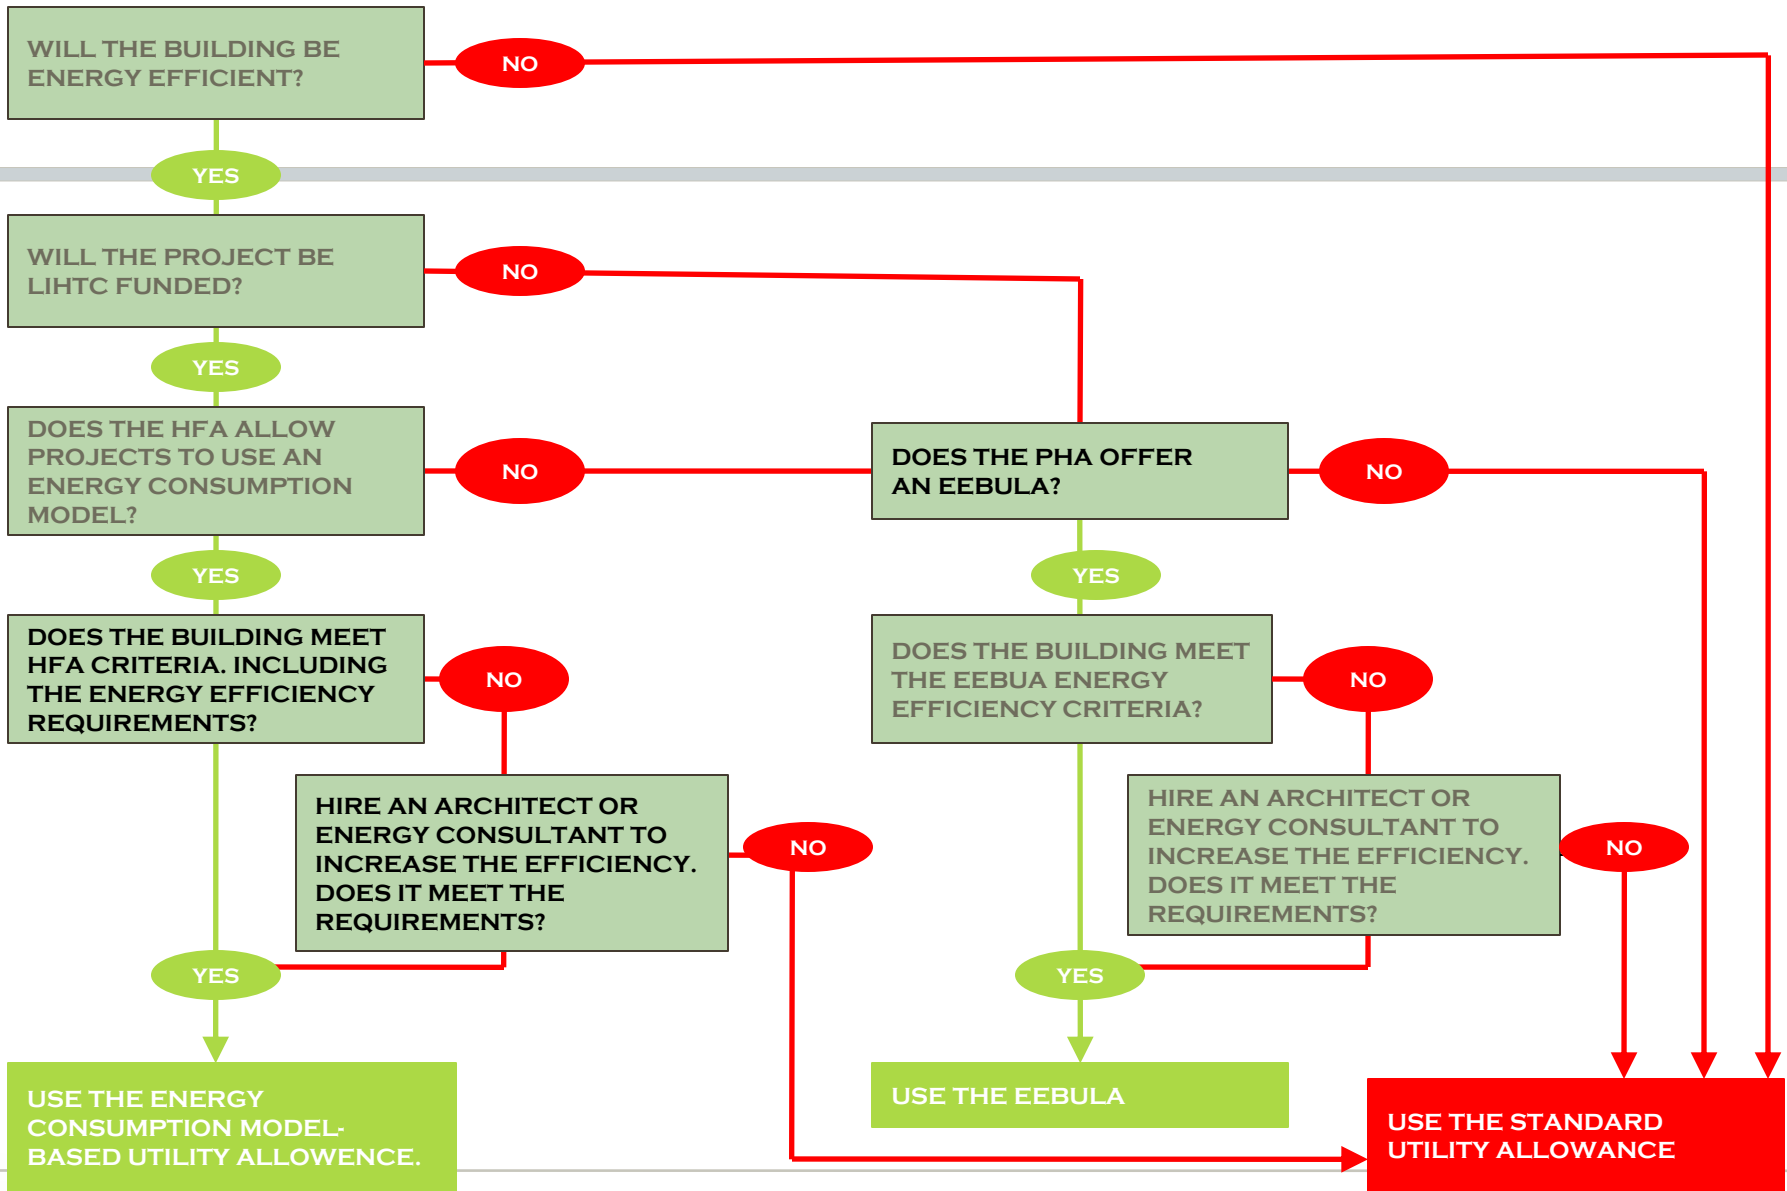 WILL THE BUILDING BE
ENERGY EFFICIENT?
NO
YES
WILL THE PROJECT BE
LIHTC FUNDED?
NO
YES
DOES THE HFA ALLOW
PROJECTS TO USE AN
ENERGY CONSUMPTION
MODEL?
NO
DOES THE PHA OFFER
AN EEBULA?
NO
YES
YES
DOES THE BUILDING MEET
HFA CRITERIA. INCLUDING
THE ENERGY EFFICIENCY
REQUIREMENTS?
NO
DOES THE BUILDING MEET
THE EEBUA ENERGY
EFFICIENCY CRITERIA?
NO
HIRE AN ARCHITECT OR
ENERGY CONSULTANT TO
INCREASE THE EFFICIENCY.
DOES IT MEET THE
REQUIREMENTS?
NO
HIRE AN ARCHITECT OR
ENERGY CONSULTANT TO
INCREASE THE EFFICIENCY.
DOES IT MEET THE
REQUIREMENTS?
NO
YES
YES
USE THE ENERGY
CONSUMPTION MODEL-
BASED UTILITY ALLOWENCE.
USE THE EEBULA
USE THE STANDARD
UTILITY ALLOWANCE